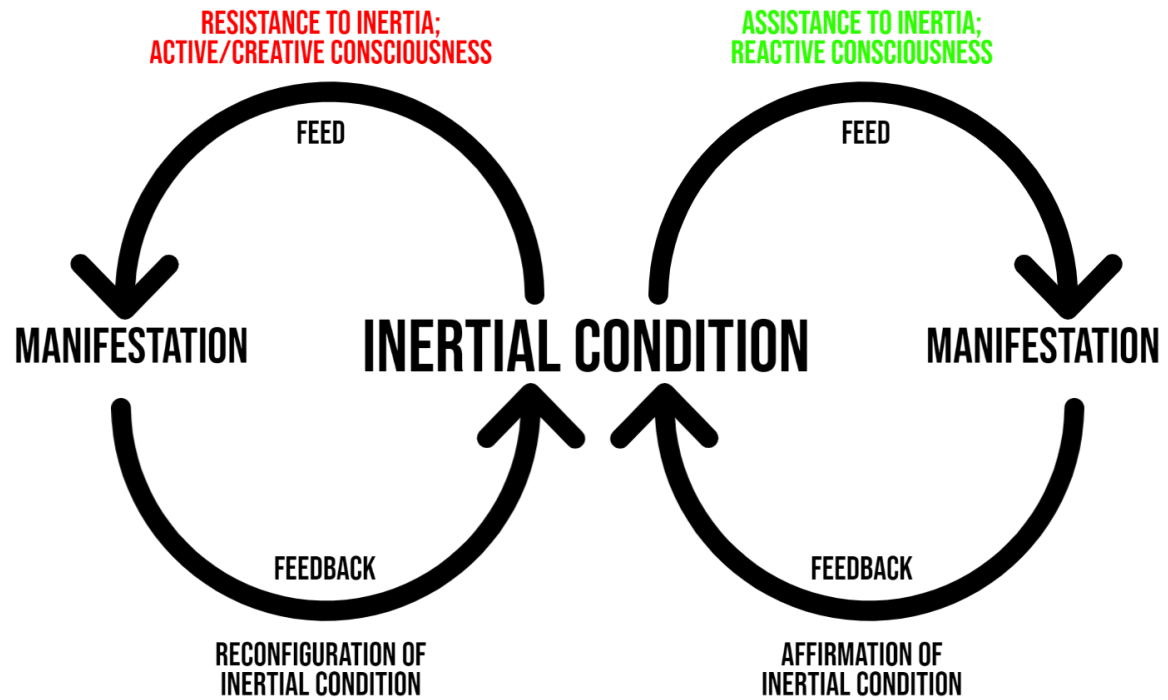 RESISTANCE TO INERTIA;
ACTIVE/CREATIVE CONSCIOUSNESS
ASSISTANCE TO INERTIA;
REACTIVE CONSCIOUSNESS
FEED
FEED
MANIFESTATION
INERTIAL CONDITION
MANIFESTATION
FEEDBACK
FEEDBACK
RECONFIGURATION OF
INERTIAL CONDITION
AFFIRMATION OF
INERTIAL CONDITION